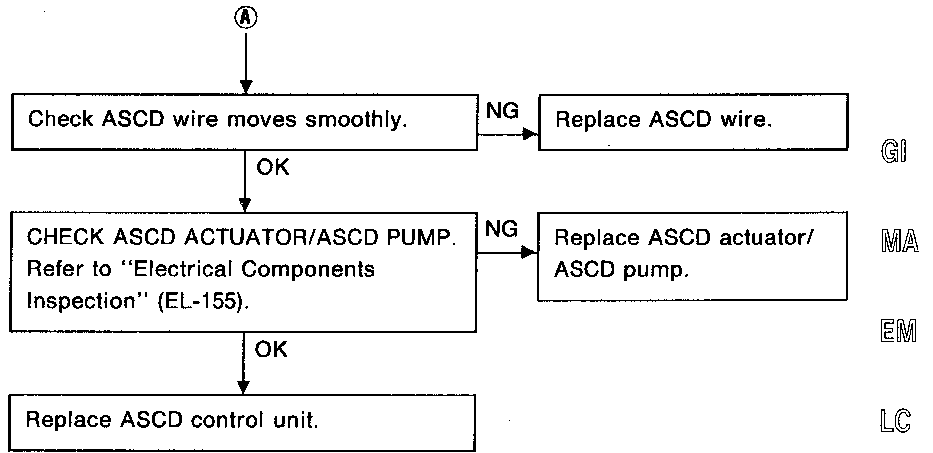 A
Check ASCD wire moves smoothly.
NG
Replace ASCD wire.
GI
OK
CHECK ASCD ACTUATOR/ASCD PUMP.
Refer to "Electrical Components
Inspection" (EL-155).
NG
Replace ASCD actuator/
ASCD pump.
MA
EM
OK
Replace ASCD control unit.
LC